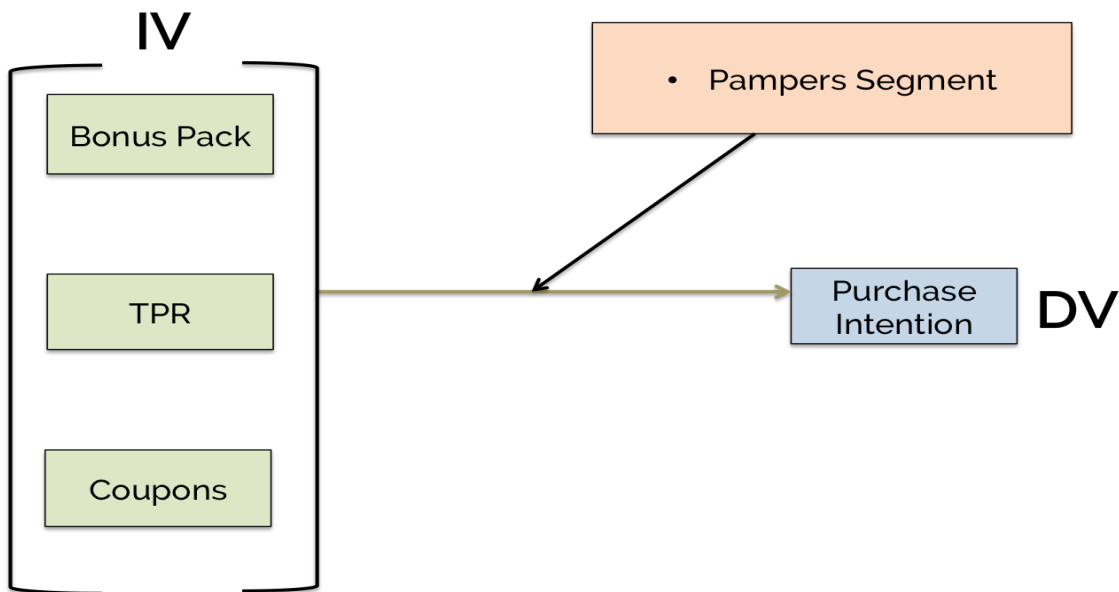 IV
Bonus Pack
TPR
Coupons
• Pampers Segment
Purchase
Intention
DV